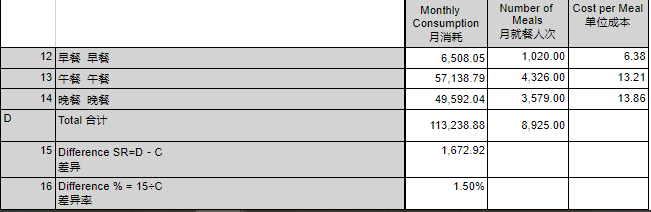 Monthly Consumption 月消耗 Number of Meals 月就餐人次 Cost per Meal 单位成本
12 早餐 早餐 6,508.05 1,020.00 6.38
13 午餐 午餐 57,138.79 4,326.00 13.21
14 晚餐 晚餐 49,592.04 3,579.00 13.86
D Total 合计 113,238.88 8,925.00
15 Difference SR=D - C 1,672.92
差异
16 Difference % = 15÷C 1.50%
差异率